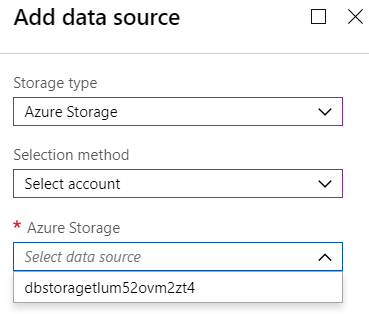 Add data source
Storage type
Azure Storage
Selection method
Select account
* Azure Storage
Select data source
dbstoragetlum52ovm2zt4